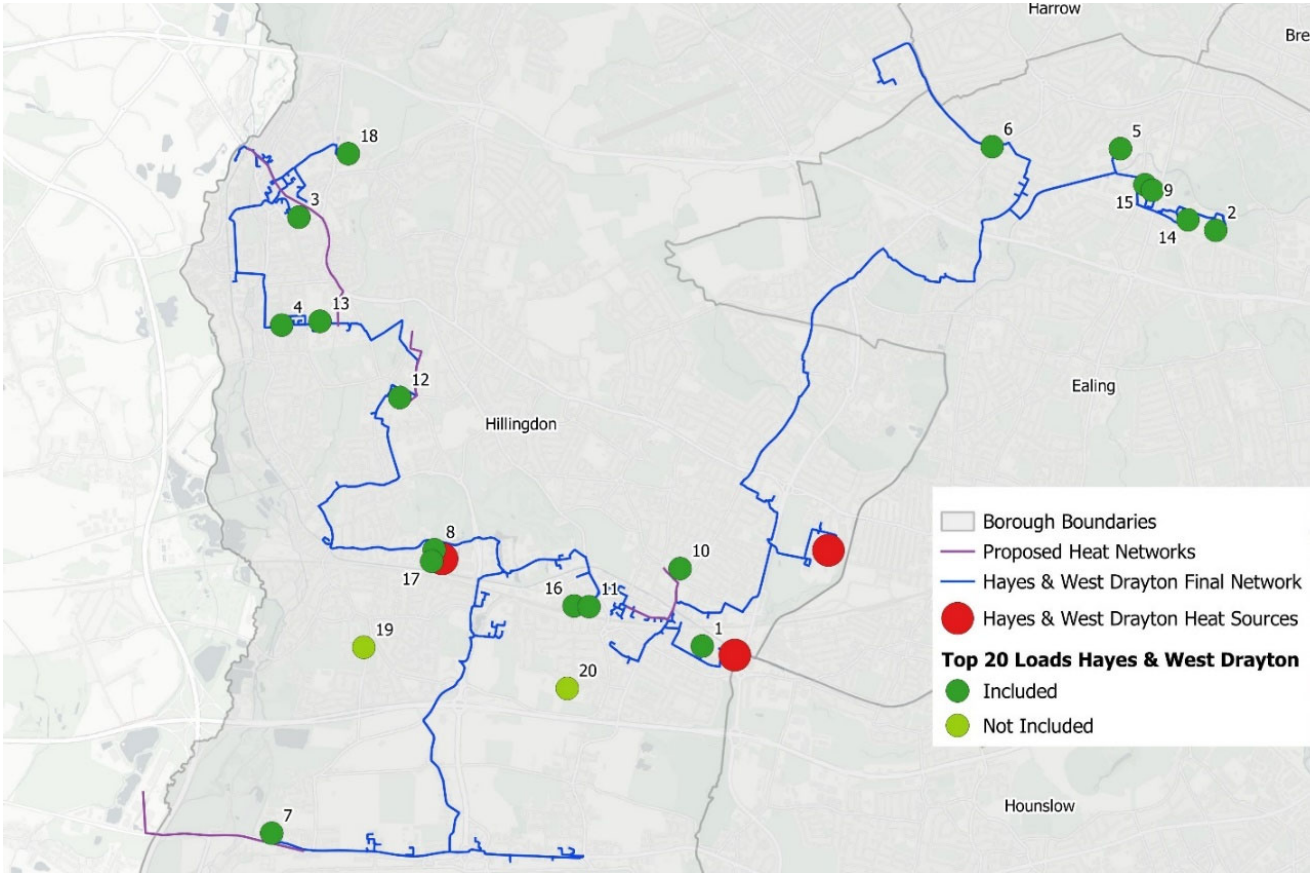 Harrow
Bre
18
6
5
3
15
9
2
14
4
13
12
Ealing
Hillingdon
8
10
17
16
11
1
19
20
7
Hounslow
Borough Boundaries
Proposed Heat Networks
Hayes & West Drayton Final Network
Hayes & West Drayton Heat Sources
Top 20 Loads Hayes & West Drayton
Included
Not Included